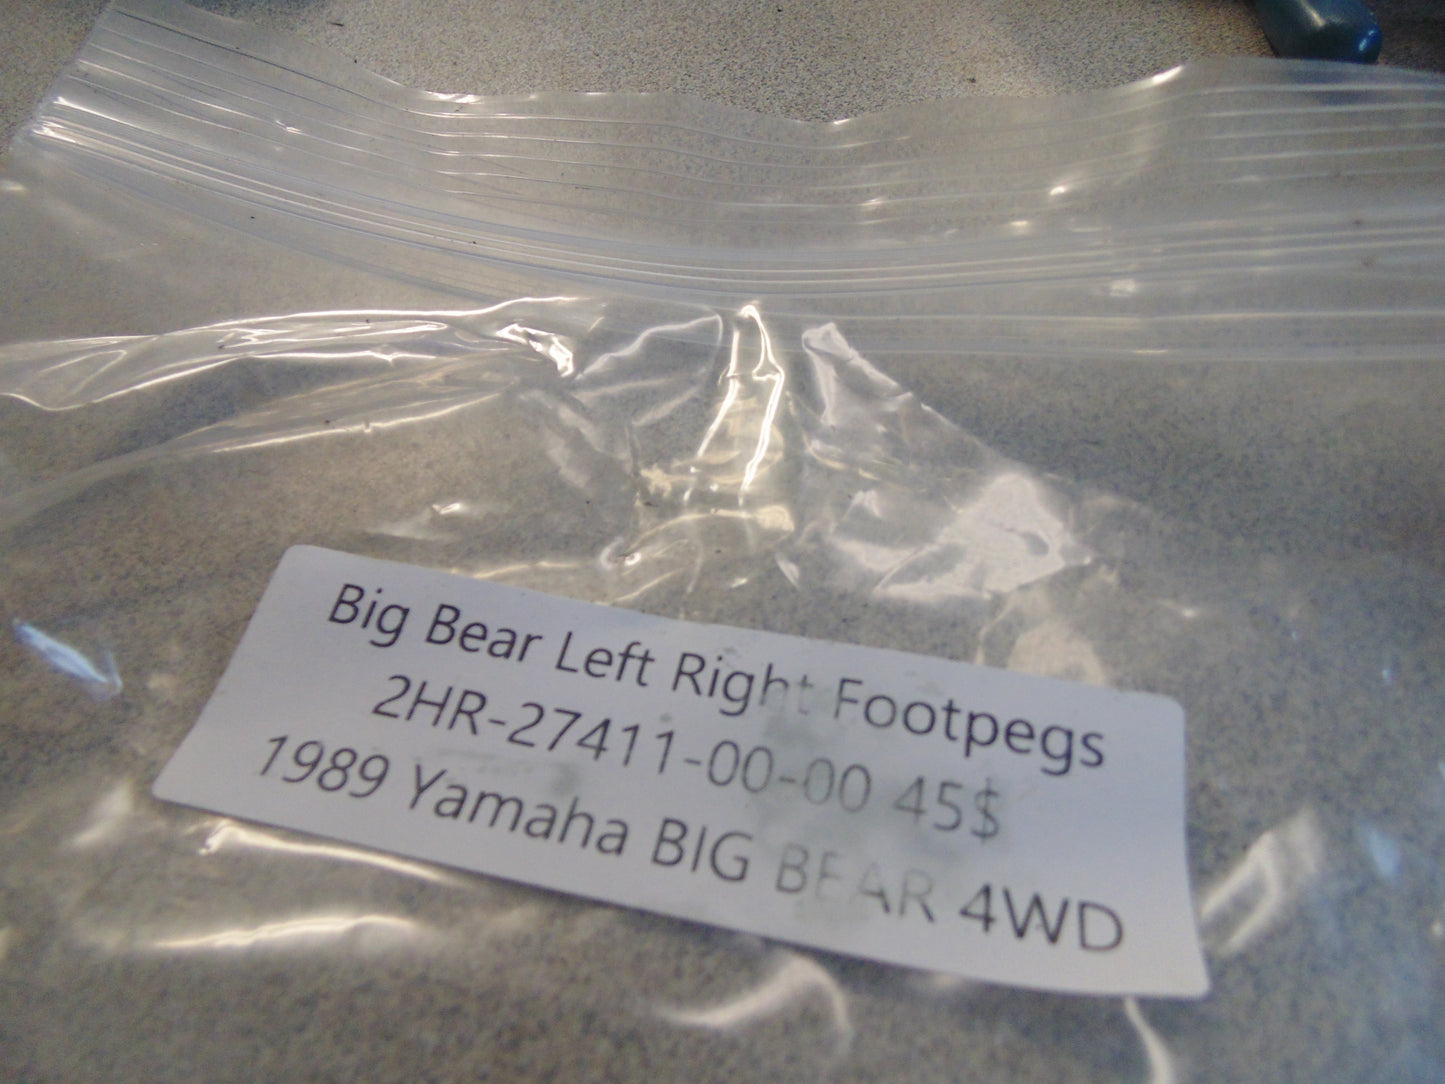 Big Bear Left Right Footpegs
2HR-27411-00-00 45$
1989 Yamaha BIG BEAR 4WD